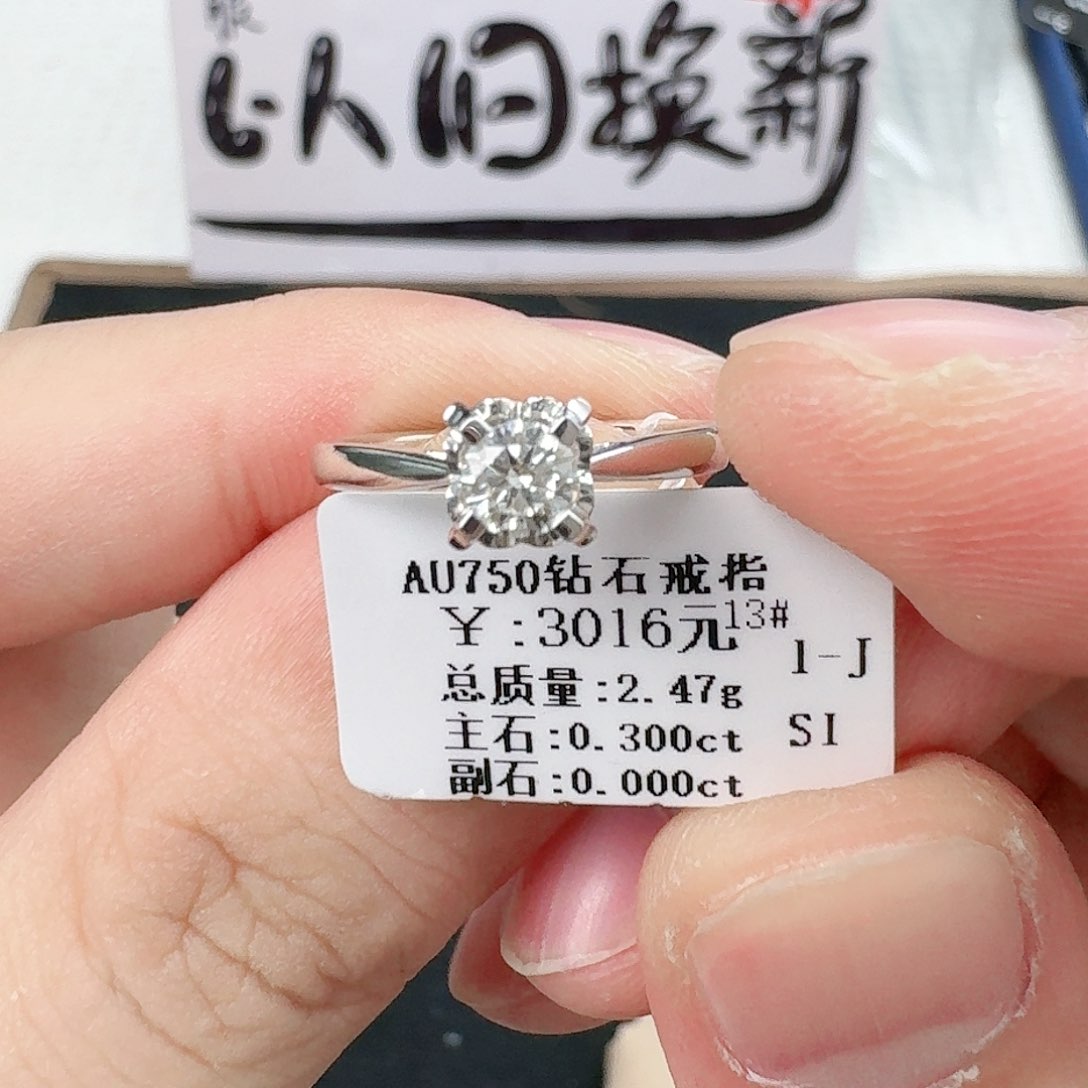 以旧换新
AU750钻石戒指
¥:3016元13#
1-J
总质量:2.47g
主石:0.300ct SI
副石:0.000ct